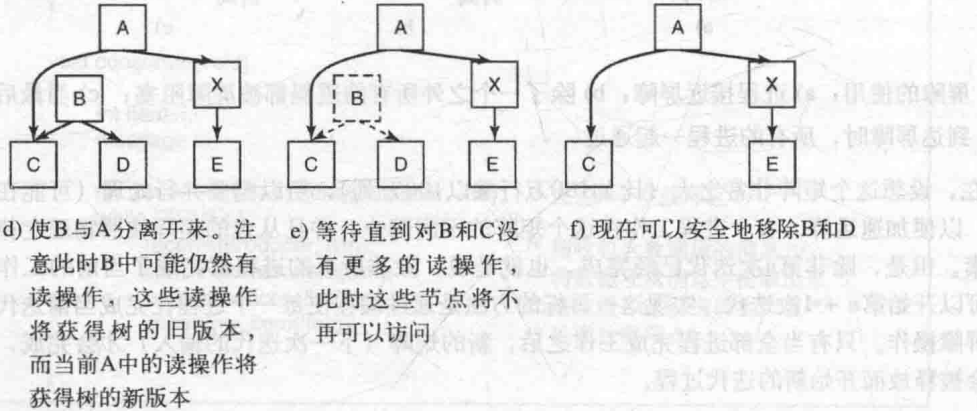 A
B
X
C
D
E
d) 使B与A分离开来。注
意此时B中可能仍然有
读操作。这些读操作
将获得树的旧版本，
而当前A中的读操作将
获得树的新版本
A
B
X
C
D
E
e) 等待直到对B和C没
有更多的读操作，
此时这些节点将不
再可以访问
A
X
C
E
f) 现在可以安全地移除B和D